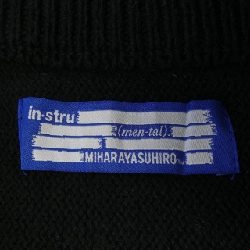 in-stru
(men-tal).
MIHARAYASUHIRO